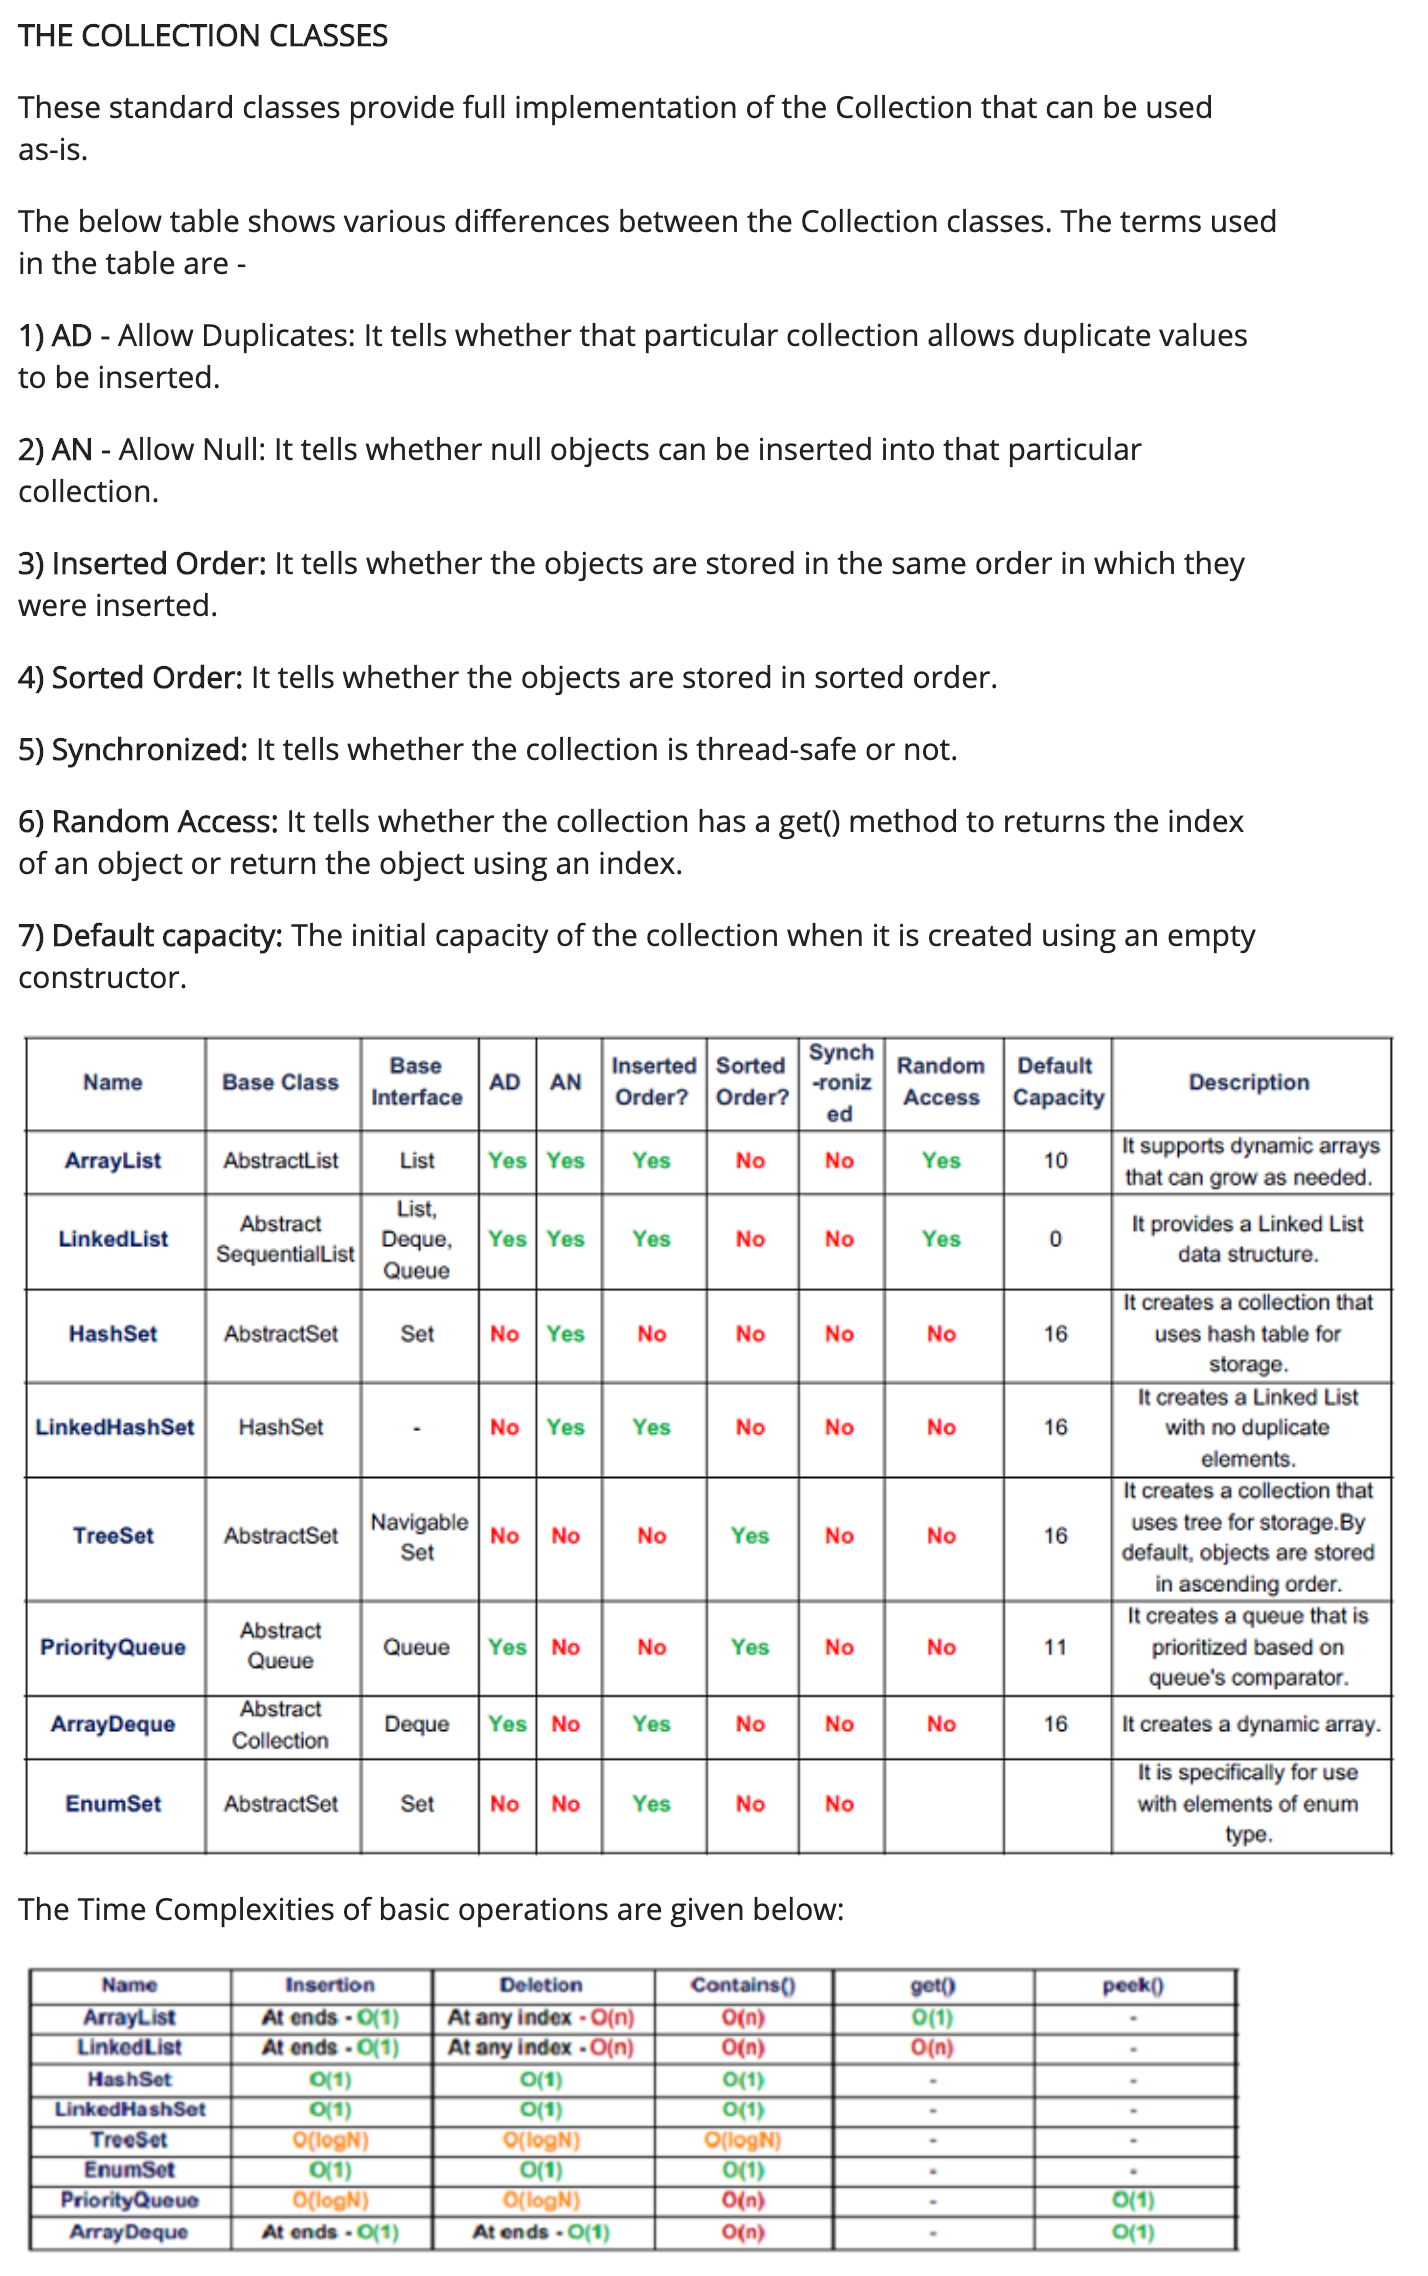 THE COLLECTION CLASSES
These standard classes provide full implementation of the Collection that can be used
as-is.
The below table shows various differences between the Collection classes. The terms used
in the table are -
1) AD - Allow Duplicates: It tells whether that particular collection allows duplicate values
to be inserted.
2) AN - Allow Null: It tells whether null objects can be inserted into that particular
collection.
3) Inserted Order: It tells whether the objects are stored in the same order in which they
were inserted.
4) Sorted Order: It tells whether the objects are stored in sorted order.
5) Synchronized: It tells whether the collection is thread-safe or not.
6) Random Access: It tells whether the collection has a get() method to returns the index
of an object or return the object using an index.
7) Default capacity: The initial capacity of the collection when it is created using an empty
constructor.
Name Base Class Base Interface AD AN Inserted Order? Sorted Order? Synch-ronized Random Access Default Capacity Description
ArrayList AbstractList List Yes Yes Yes No No Yes 10 It supports dynamic arrays that can grow as needed.
LinkedList Abstract SequentialList List, Deque, Queue Yes Yes Yes No No Yes 0 It provides a Linked List data structure.
HashSet AbstractSet Set No Yes No No No No 16 It creates a collection that uses hash table for storage.
LinkedHashSet HashSet - No Yes Yes No No No 16 It creates a Linked List with no duplicate elements.
TreeSet AbstractSet Navigable Set No No No Yes No No 16 It creates a collection that uses tree for storage.By default, objects are stored in ascending order.
PriorityQueue Abstract Queue Queue Yes No No Yes No No 11 It creates a queue that is prioritized based on queue's comparator.
ArrayDeque Abstract Collection Deque Yes No Yes No No No 16 It creates a dynamic array.
EnumSet AbstractSet Set No No Yes No No It is specifically for use with elements of enum type.
The Time Complexities of basic operations are given below:
Name Insertion Deletion Contains() get() peek()
ArrayList At ends - O(1) At any index - O(n) O(n) O(1) -
LinkedList At ends - O(1) At any index - O(n) O(n) O(n) -
HashSet O(1) O(1) O(1) - -
LinkedHashSet O(1) O(1) O(1) - -
TreeSet O(logN) O(logN) O(logN) - -
EnumSet O(1) O(1) O(1) - -
PriorityQueue O(logN) O(logN) O(n) - O(1)
ArrayDeque At ends - O(1) At ends - O(1) O(n) - O(1)